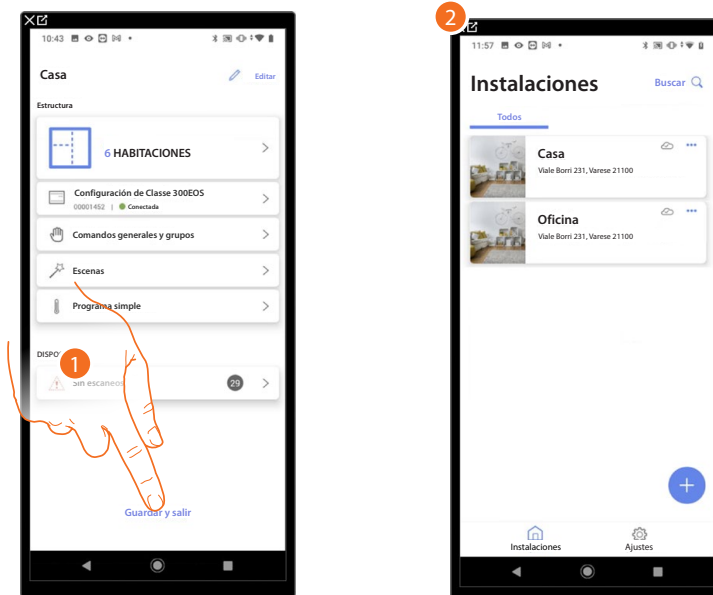 10:43
Casa
Editar
Estructura
6 HABITACIONES
Configuración de Classe 300EOS
00001452 | Conectada
Comandos generales y grupos
Escenas
Programa simple
DISPO
1
Sin escaneos
29
Guardar y salir
2
11:57
Instalaciones
Buscar
Todos
Casa
Viale Borri 231, Varese 21100
Oficina
Viale Borri 231, Varese 21100
Instalaciones
Ajustes